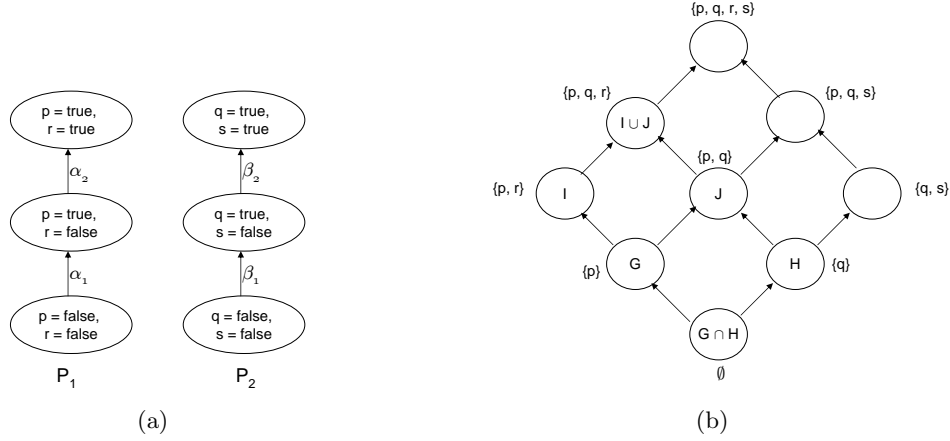 p = true,
r = true
α₂
p = true,
r = false
α₁
p = false,
r = false
P₁
q = true,
s = true
β₂
q = true,
s = false
β₁
q = false,
s = false
P₂
(a)
{p, q, r, s}
{p, q, r}
I ∪ J
{p, q, s}
{p, q}
{p, r}
I
J
{q, s}
{p}
G
H
{q}
G ∩ H
∅
(b)